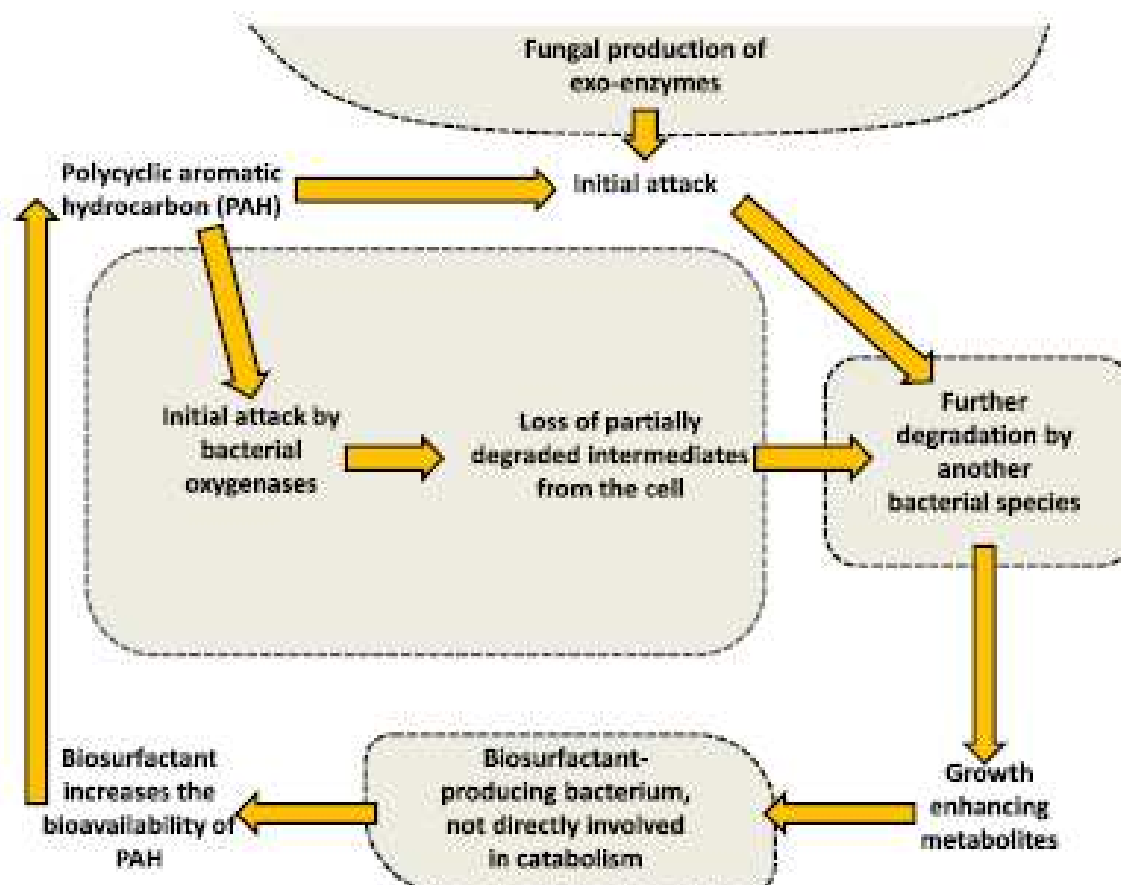 Fungal production of
exo-enzymes
Polycyclic aromatic
hydrocarbon (PAH)
Initial attack
Initial attack by
bacterial
oxygenases
Loss of partially
degraded intermediates
from the cell
Further
degradation by
another
bacterial species
Biosurfactant
increases the
bioavailability of
PAH
Biosurfactant-
producing bacterium,
not directly involved
in catabolism
Growth
enhancing
metabolites